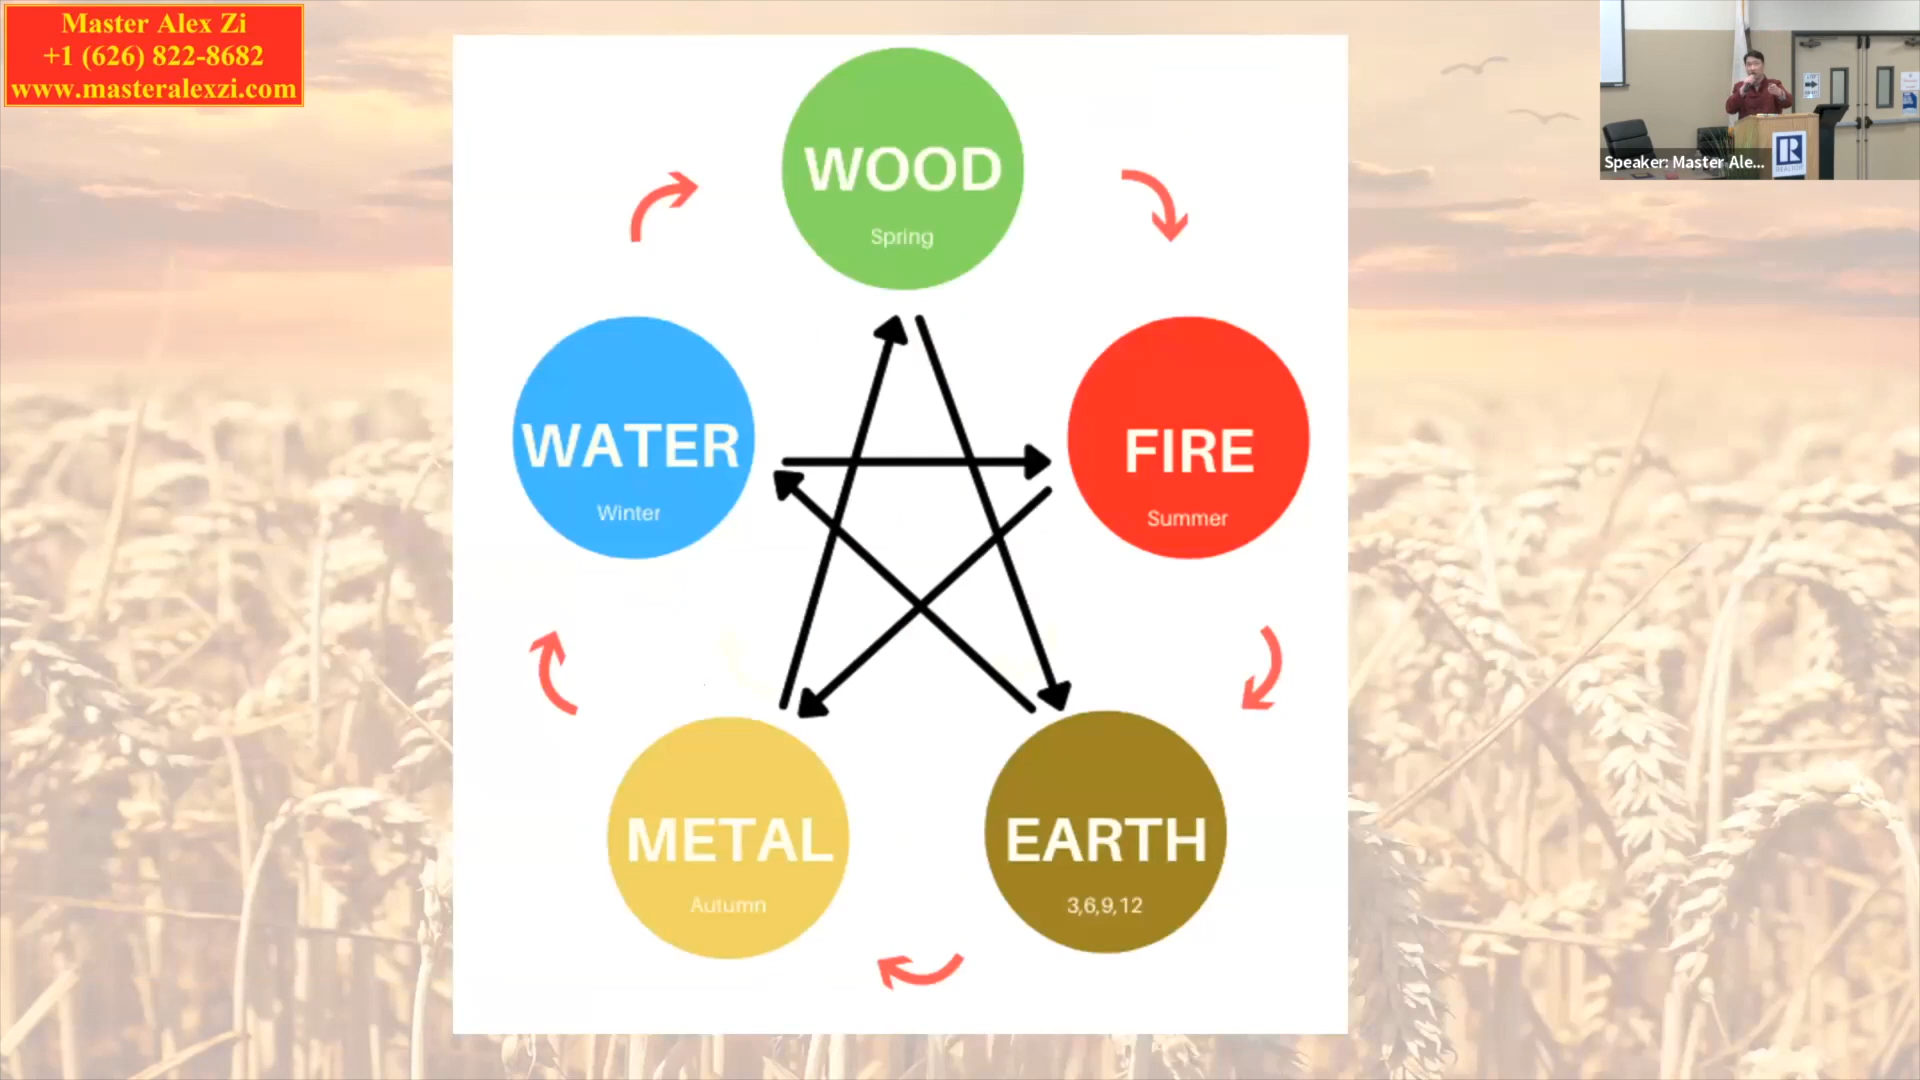 Master Alex Zi
+1 (626) 822-8682
www.masteralexzi.com
WOOD
Spring
WATER
Winter
FIRE
Summer
METAL
Autumn
EARTH
3,6,9,12
Speaker: Master Ale...
R